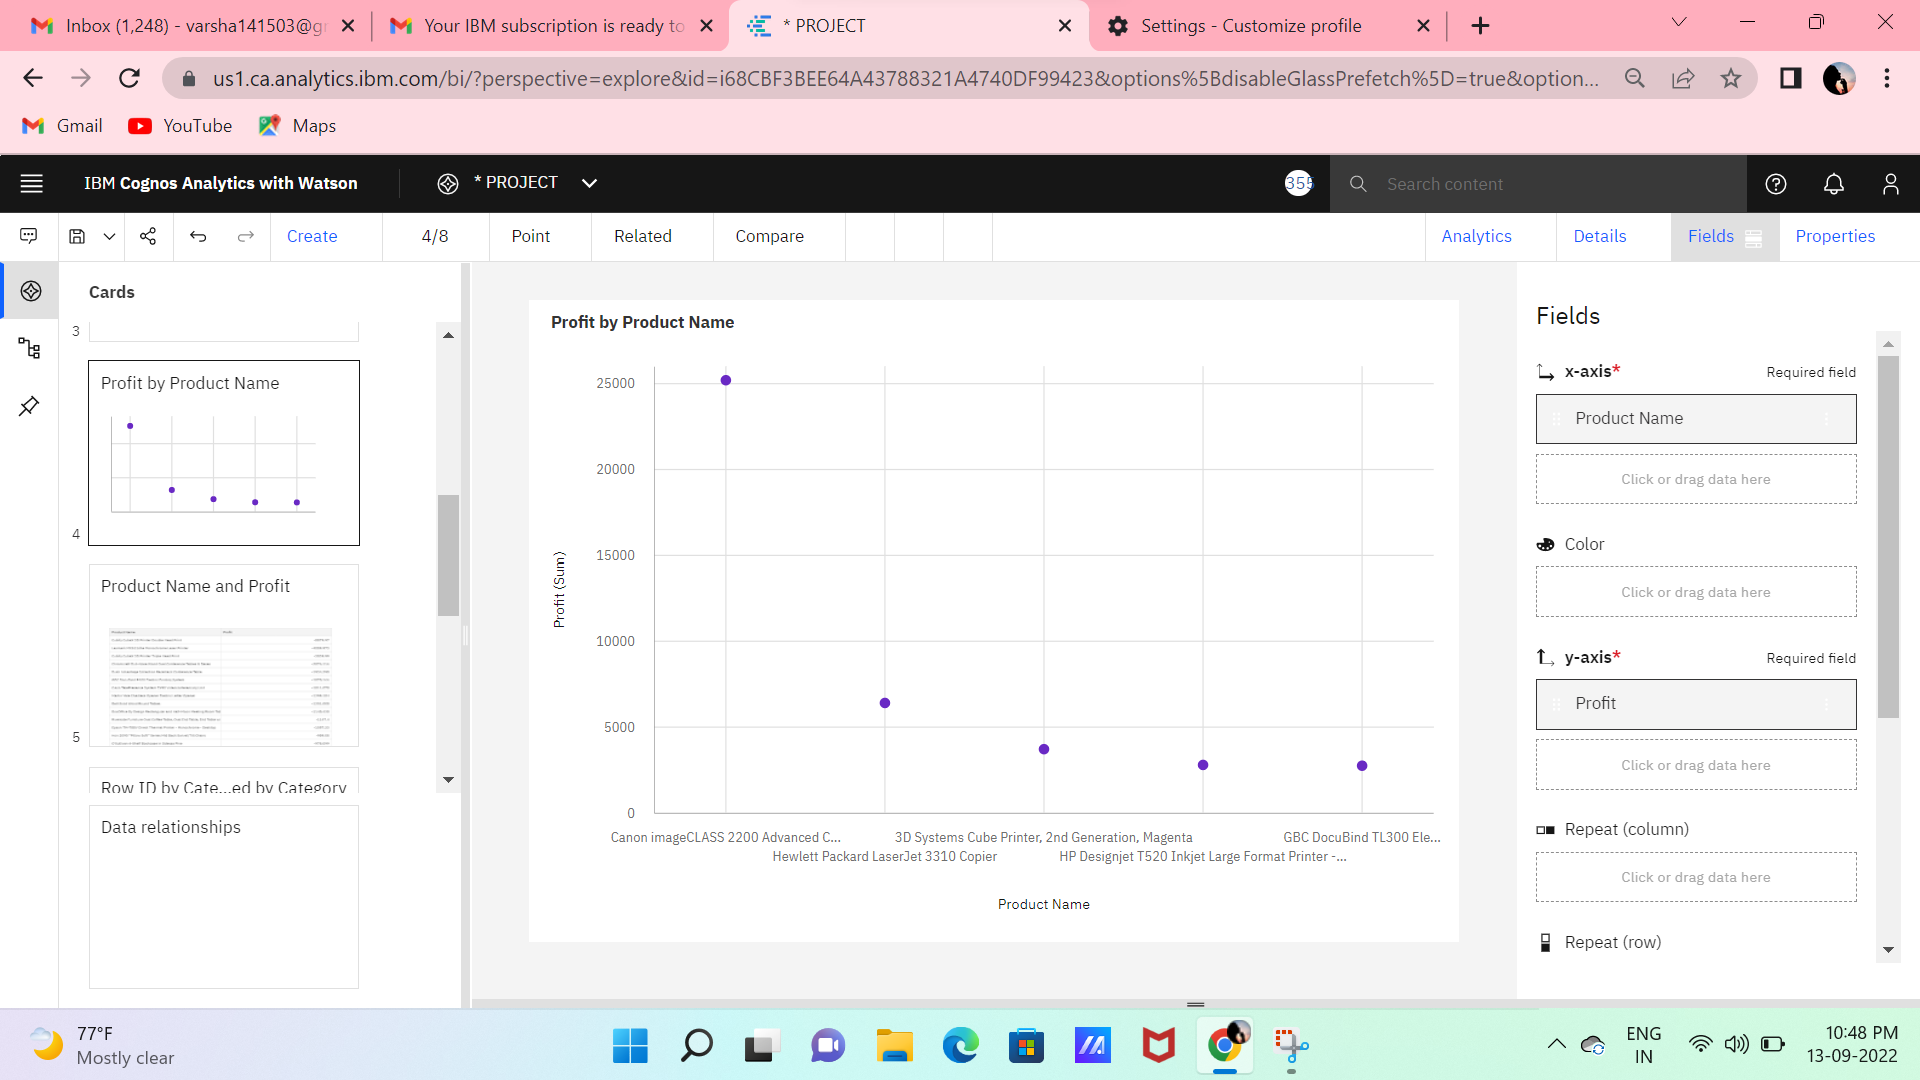 Inbox (1,248) - varsha141503@gr
Your IBM subscription is ready to
* PROJECT
Settings - Customize profile
us1.ca.analytics.ibm.com/bi/?perspective=explore&id=i68CBF3BEE64A43788321A4740DF99423&options%5BdisableGlassPrefetch%5D=true&option...
Gmail
YouTube
Maps
IBM Cognos Analytics with Watson
* PROJECT
355
Search content
Create
4/8
Point
Related
Compare
Analytics
Details
Fields
Properties
Cards
3
Profit by Product Name
4
Product Name and Profit
5
Row ID by Cate...ed by Category
Data relationships
Profit by Product Name
25000
20000
15000
10000
5000
0
Profit (Sum)
Canon imageCLASS 2200 Advanced C...
3D Systems Cube Printer, 2nd Generation, Magenta
GBC DocuBind TL300 Ele...
Hewlett Packard LaserJet 3310 Copier
HP Designjet T520 Inkjet Large Format Printer -...
Product Name
Fields
x-axis*
Required field
Product Name
Click or drag data here
Color
Click or drag data here
y-axis*
Required field
Profit
Click or drag data here
Repeat (column)
Click or drag data here
Repeat (row)
77°F
Mostly clear
ENG
IN
10:48 PM
13-09-2022